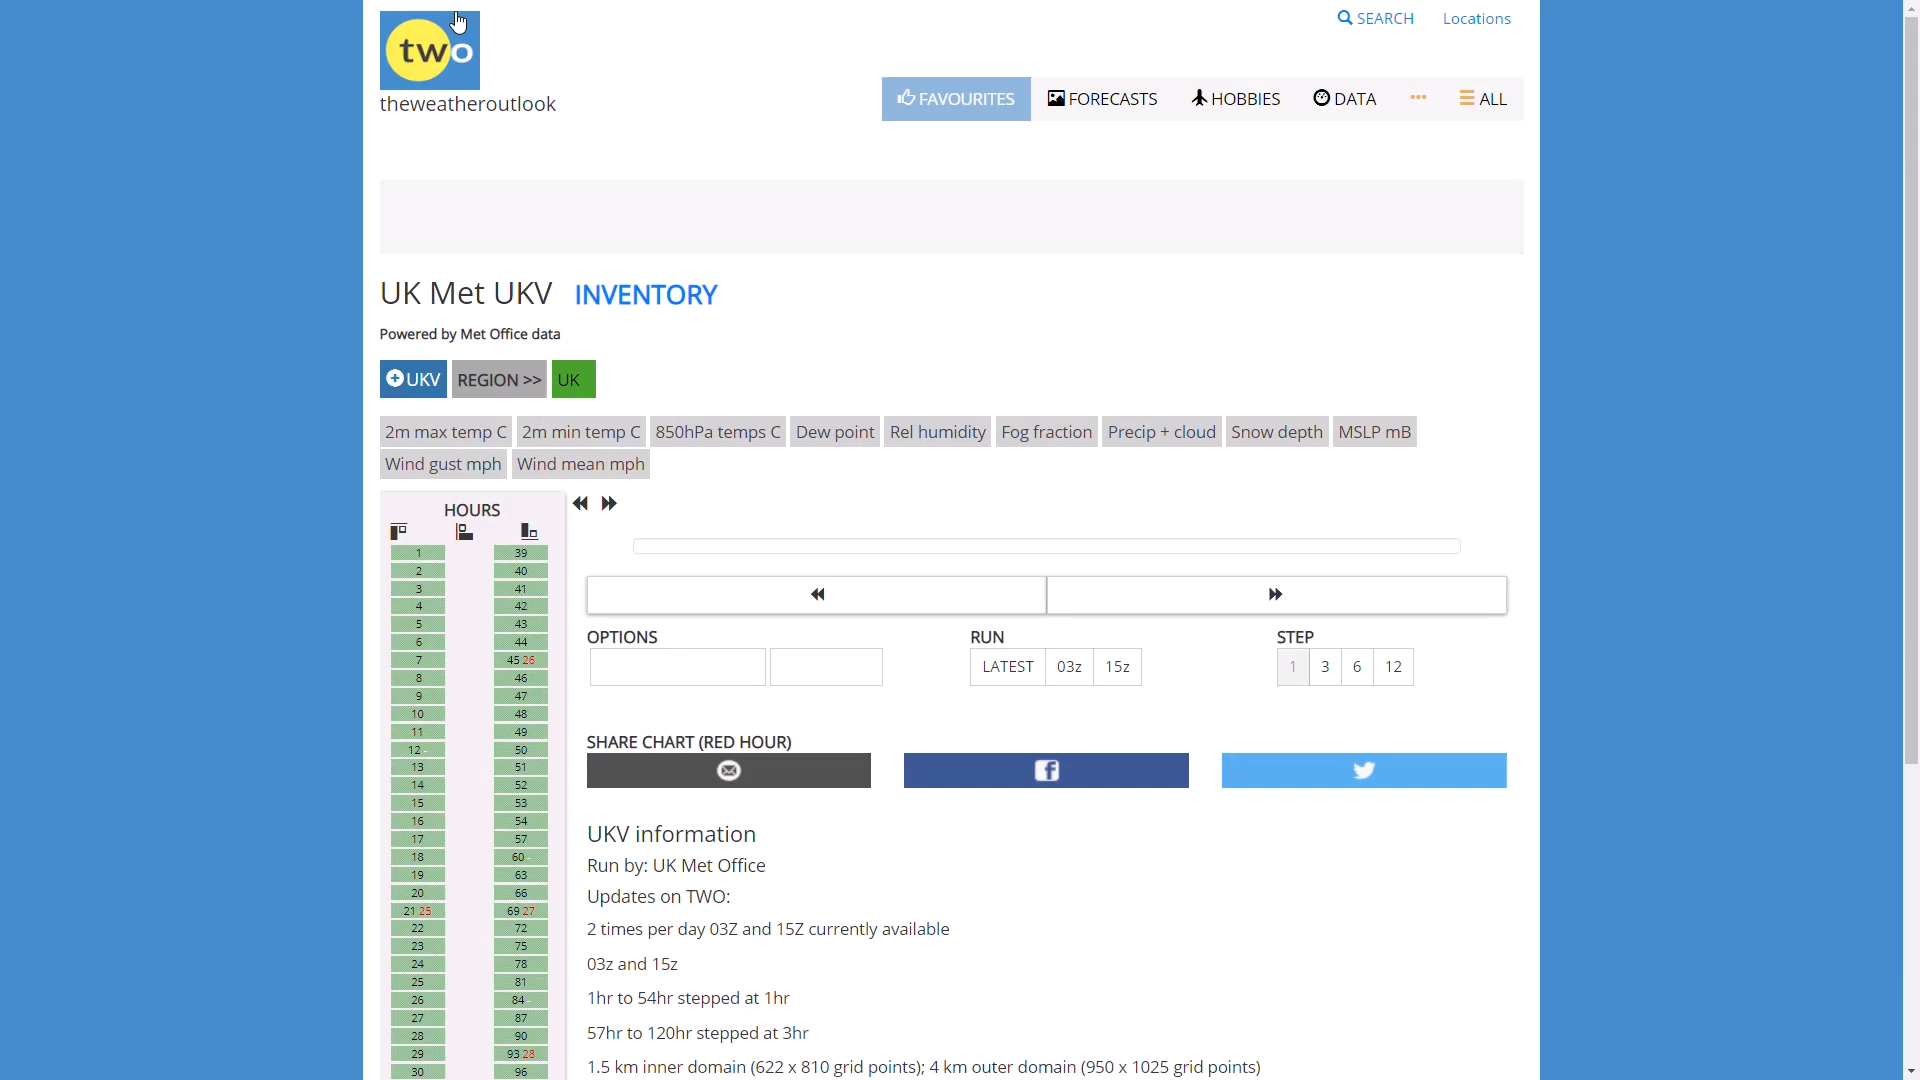 two
theweatheroutlook
SEARCH Locations
FAVOURITES FORECASTS HOBBIES DATA ALL
UK Met UKV INVENTORY
Powered by Met Office data
UKV REGION >> UK
2m max temp C 2m min temp C 850hPa temps C Dew point Rel humidity Fog fraction Precip + cloud Snow depth MSLP mB
Wind gust mph Wind mean mph
HOURS
1 39
2 40
3 41
4 42
5 43
6 44
7 45 26
8 46
9 47
10 48
11 49
12 - 50
13 51
14 52
15 53
16 54
17 57
18 60 -
19 63
20 66
21 25 69 27
22 72
23 75
24 78
25 81
26 84 -
27 87
28 90
29 93 28
30 96
OPTIONS RUN STEP
LATEST 03z 15z 1 3 6 12
SHARE CHART (RED HOUR)
UKV information
Run by: UK Met Office
Updates on TWO:
2 times per day 03Z and 15Z currently available
03z and 15z
1hr to 54hr stepped at 1hr
57hr to 120hr stepped at 3hr
1.5 km inner domain (622 x 810 grid points); 4 km outer domain (950 x 1025 grid points)